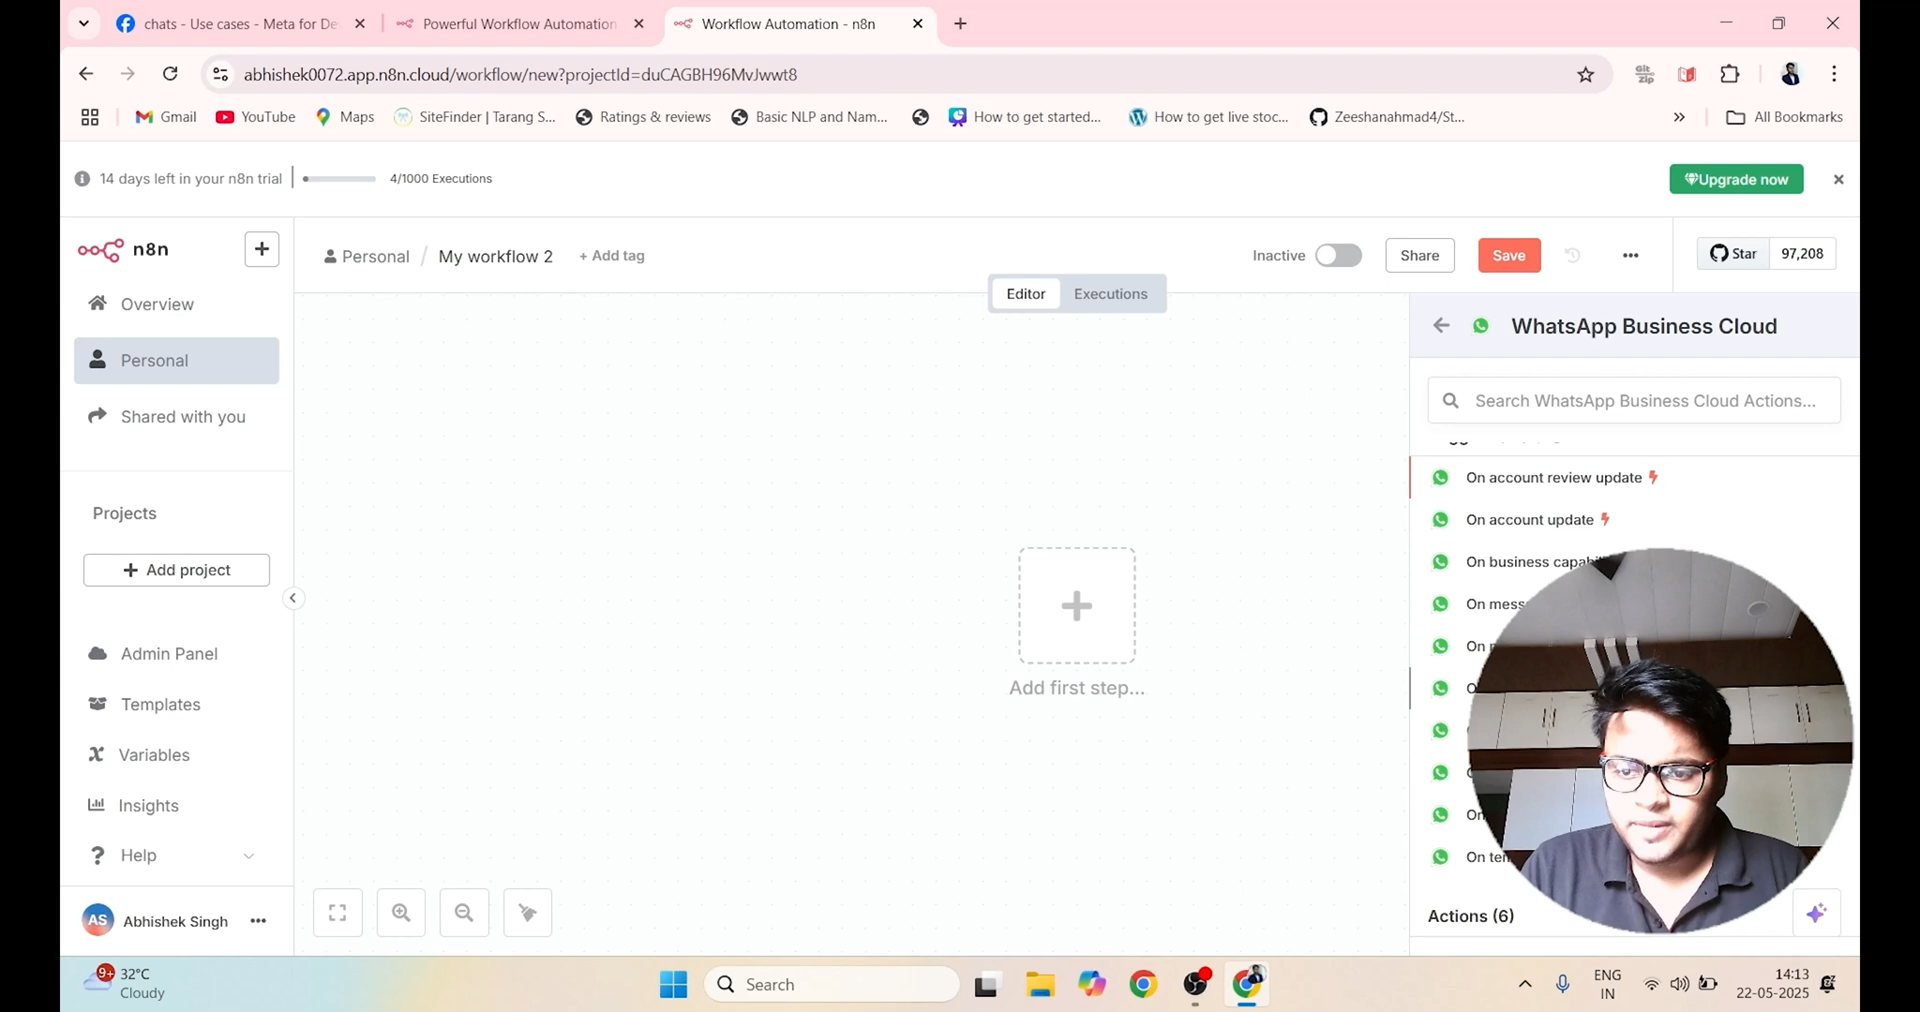 chats - Use cases - Meta for De
Powerful Workflow Automation
Workflow Automation - n8n
abhishek0072.app.n8n.cloud/workflow/new?projectId=duCAGBH96MvJwwt8
Git Zip
Gmail
YouTube
Maps
SiteFinder | Tarang S...
Ratings & reviews
Basic NLP and Nam...
How to get started...
How to get live stoc...
Zeeshanahmad4/St...
All Bookmarks
14 days left in your n8n trial
4/1000 Executions
Upgrade now
n8n
Personal / My workflow 2
+ Add tag
Inactive
Share
Save
Star
97,208
Editor
Executions
Overview
Personal
Shared with you
Projects
Add project
Admin Panel
Templates
Variables
Insights
Help
AS
Abhishek Singh
Add first step...
WhatsApp Business Cloud
Search WhatsApp Business Cloud Actions...
On account review update
On account update
On business
On
On
On
On
Actions (6)
9+
32°C
Cloudy
Search
ENG
IN
14:13
22-05-2025